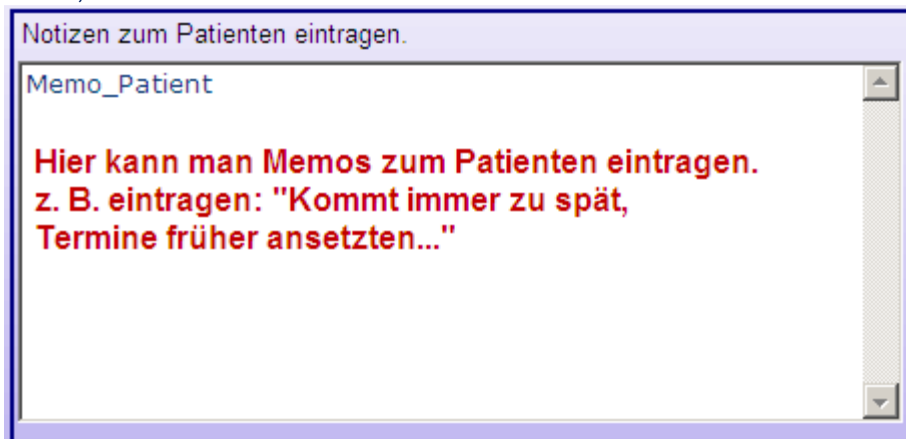 Notizen zum Patienten eintragen.
Memo_Patient
Hier kann man Memos zum Patienten eintragen.
z. B. eintragen: "Kommt immer zu spät,
Termine früher ansetzten..."